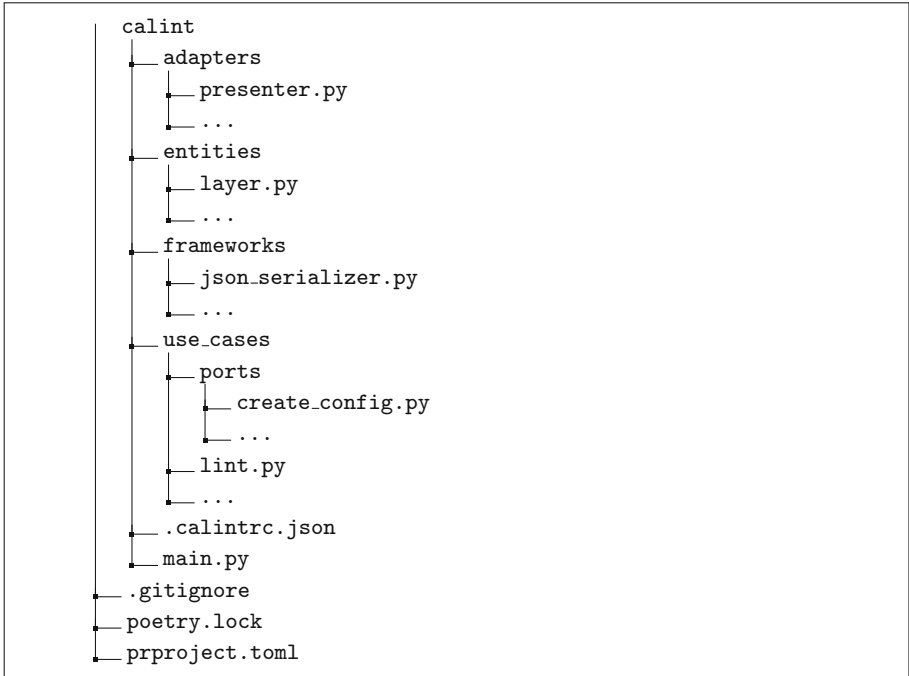 calint
adapters
presenter.py
...
entities
layer.py
...
frameworks
json_serializer.py
...
use_cases
ports
create_config.py
...
lint.py
...
.calintrc.json
main.py
.gitignore
poetry.lock
prproject.toml